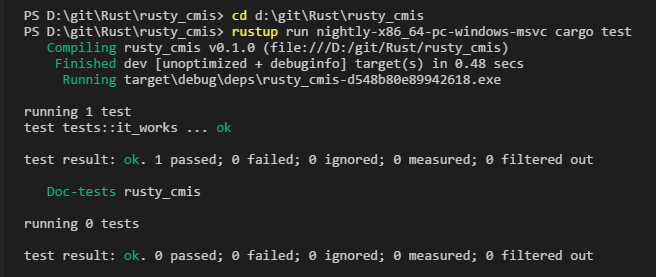 PS D:\git\Rust\rusty_cmis> cd d:\git\Rust\rusty_cmis
PS D:\git\Rust\rusty_cmis> rustup run nightly-x86_64-pc-windows-msvc cargo test
   Compiling rusty_cmis v0.1.0 (file:///D:/git/Rust/rusty_cmis)
    Finished dev [unoptimized + debuginfo] target(s) in 0.48 secs
     Running target\debug\deps\rusty_cmis-d548b80e89942618.exe

running 1 test
test tests::it_works ... ok

test result: ok. 1 passed; 0 failed; 0 ignored; 0 measured; 0 filtered out

   Doc-tests rusty_cmis

running 0 tests

test result: ok. 0 passed; 0 failed; 0 ignored; 0 measured; 0 filtered out